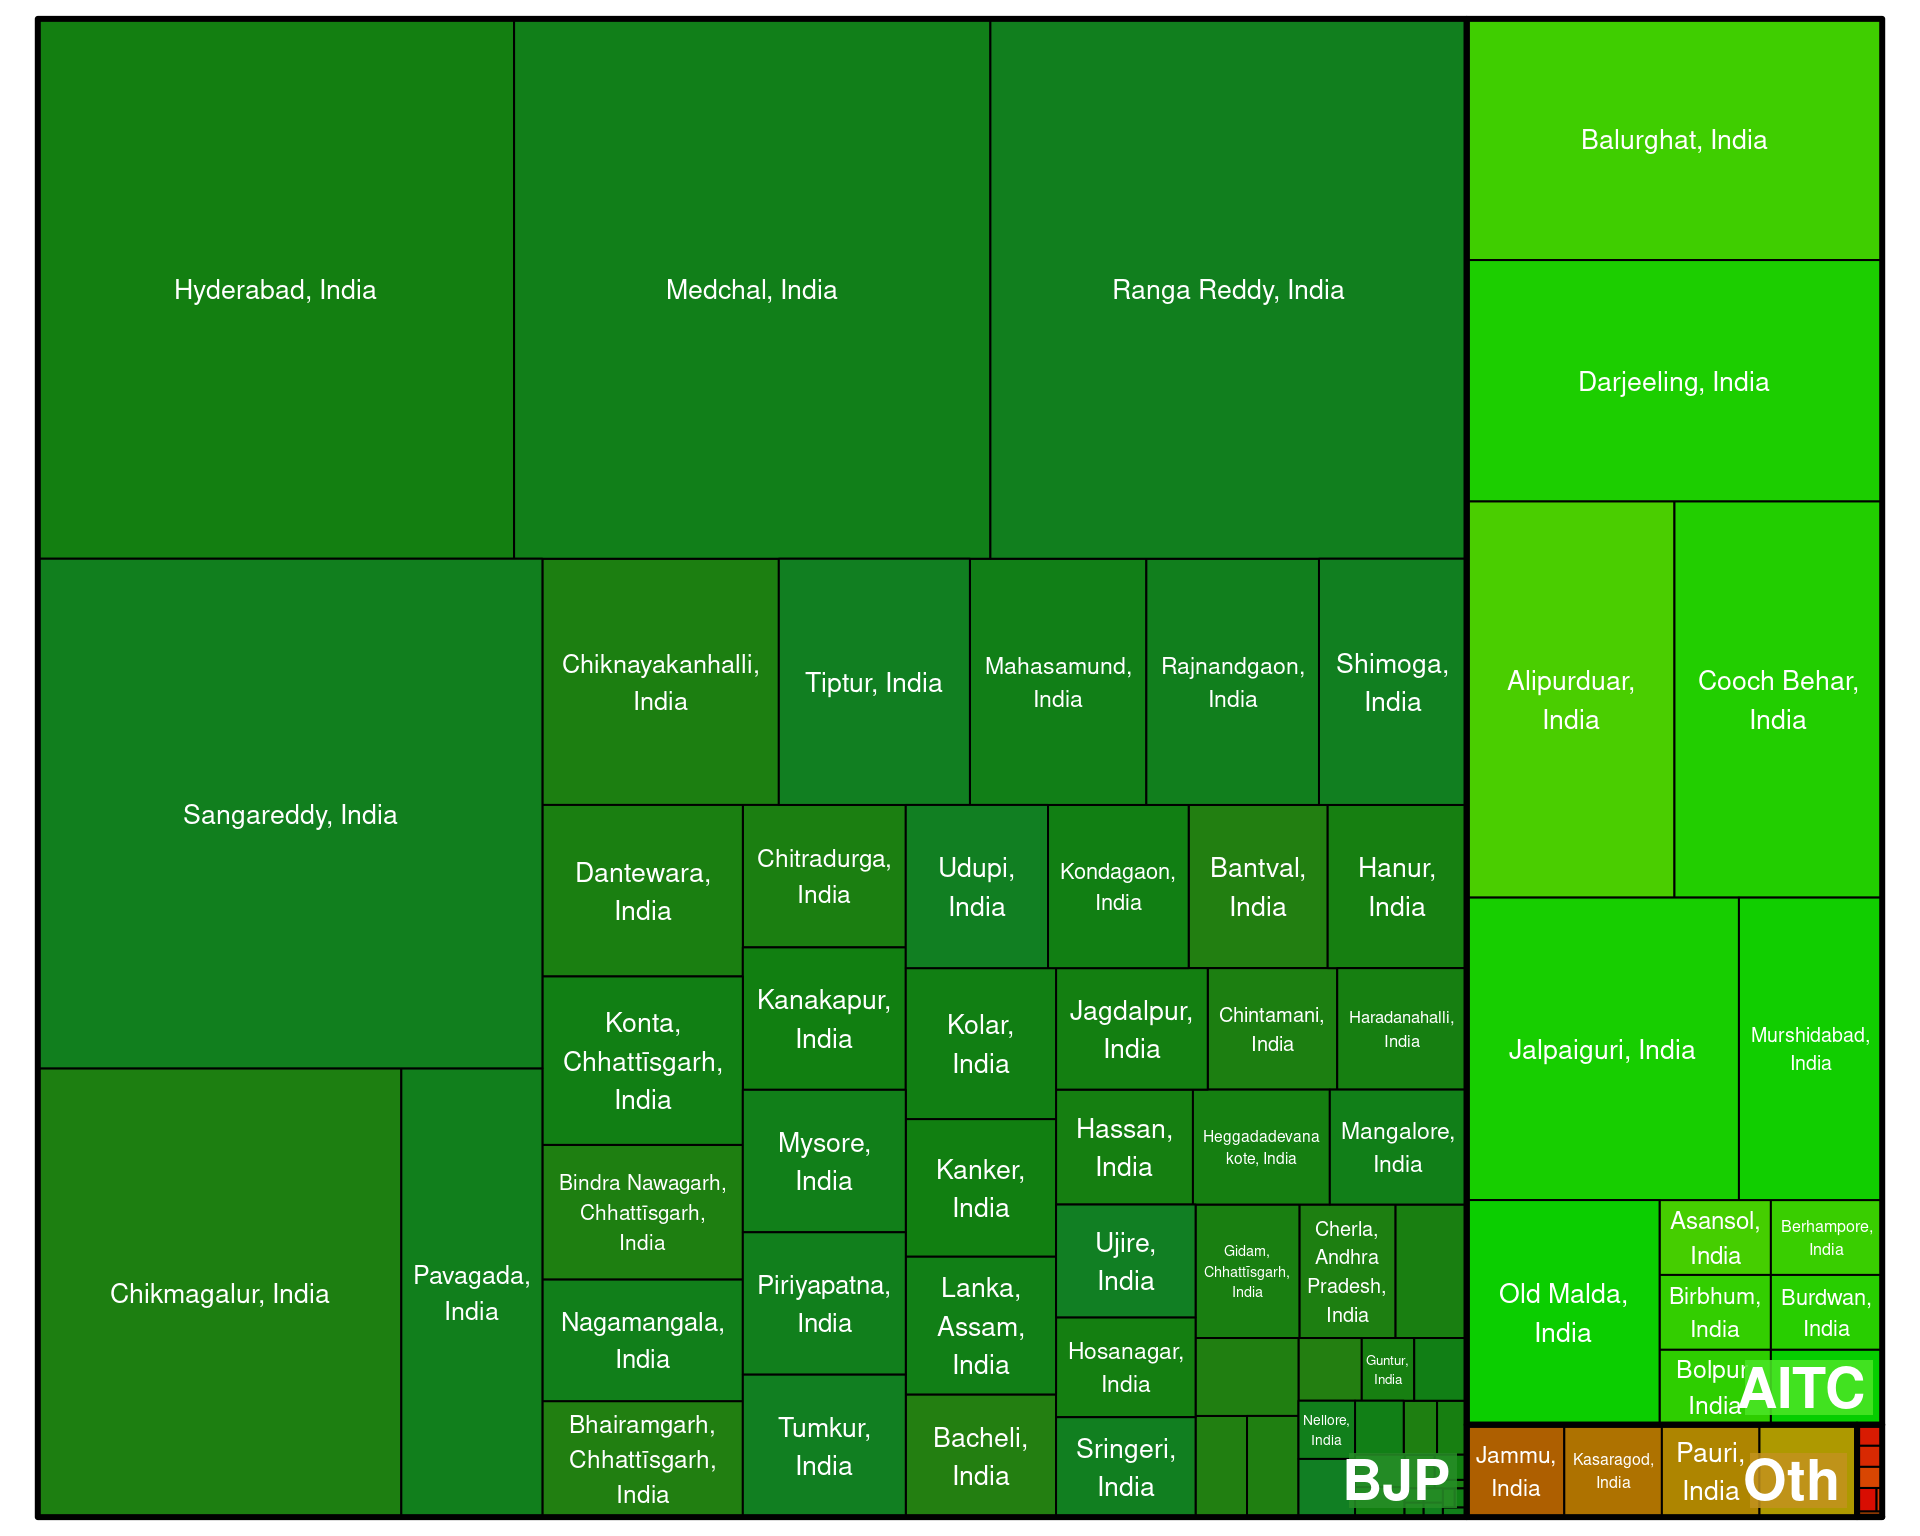 Hyderabad, India
Medchal, India
Ranga Reddy, India
Balurghat, India
Darjeeling, India
Sangareddy, India
Chiknayakanhalli,
India
Tiptur, India
Mahasamund,
India
Rajnandgaon,
India
Shimoga,
India
Alipurduar,
India
Cooch Behar,
India
Dantewara,
India
Chitradurga,
India
Udupi,
India
Kondagaon,
India
Bantval,
India
Hanur,
India
Konta,
Chhattīsgarh,
India
Kanakapur,
India
Kolar,
India
Jagdalpur,
India
Chintamani,
India
Haradanahalli,
India
Jalpaiguri, India
Murshidabad,
India
Chikmagalur, India
Pavagada,
India
Bindra Nawagarh,
Chhattīsgarh,
India
Mysore,
India
Kanker,
India
Hassan,
India
Heggadadevana
kote, India
Mangalore,
India
Nagamangala,
India
Piriyapatna,
India
Lanka,
Assam,
India
Ujire,
India
Gidam,
Chhattīsgarh,
India
Cherla,
Andhra
Pradesh,
India
Old Malda,
India
Asansol,
India
Berhampore,
India
Birbhum,
India
Burdwan,
India
Bolpur,
India
AITC
Bhairamgarh,
Chhattīsgarh,
India
Tumkur,
India
Bacheli,
India
Hosanagar,
India
Sringeri,
India
Guntur,
India
Nellore,
India
BJP
Jammu,
India
Kasaragod,
India
Pauri,
India
Oth